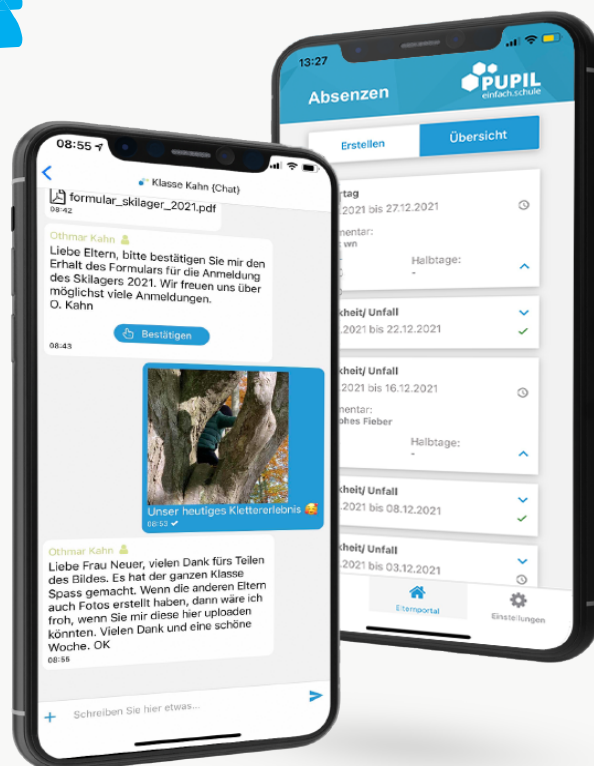 08:55
Klasse Kahn {Chat}
formular_skilager_2021.pdf
08:42
Othmar Kahn
Liebe Eltern, bitte bestätigen Sie mir den
Erhalt des Formulars für die Anmeldung
des Skilagers 2021. Wir freuen uns über
möglichst viele Anmeldungen.
O. Kahn
Bestätigen
08:43
Unser heutiges Klettererlebnis 🥰
08:53
Othmar Kahn
Liebe Frau Neuer, vielen Dank fürs Teilen
des Bildes. Es hat der ganzen Klasse
Spass gemacht. Wenn die anderen Eltern
auch Fotos erstellt haben, dann wäre ich
froh, wenn Sie mir diese hier uploaden
könnten. Vielen Dank und eine schöne
Woche. OK
08:55
Schreiben Sie hier etwas...
13:27
Absenzen
PUPIL
einfach.schule
Erstellen
Übersicht
rtag
.2021 bis 27.12.2021
mentar:
wn
Halbtage:
-
kheit/ Unfall
.2021 bis 22.12.2021
kheit/ Unfall
.2021 bis 16.12.2021
mentar:
ohes Fieber
Halbtage:
-
kheit/ Unfall
.2021 bis 08.12.2021
kheit/ Unfall
.2021 bis 03.12.2021
Elternportal
Einstellungen